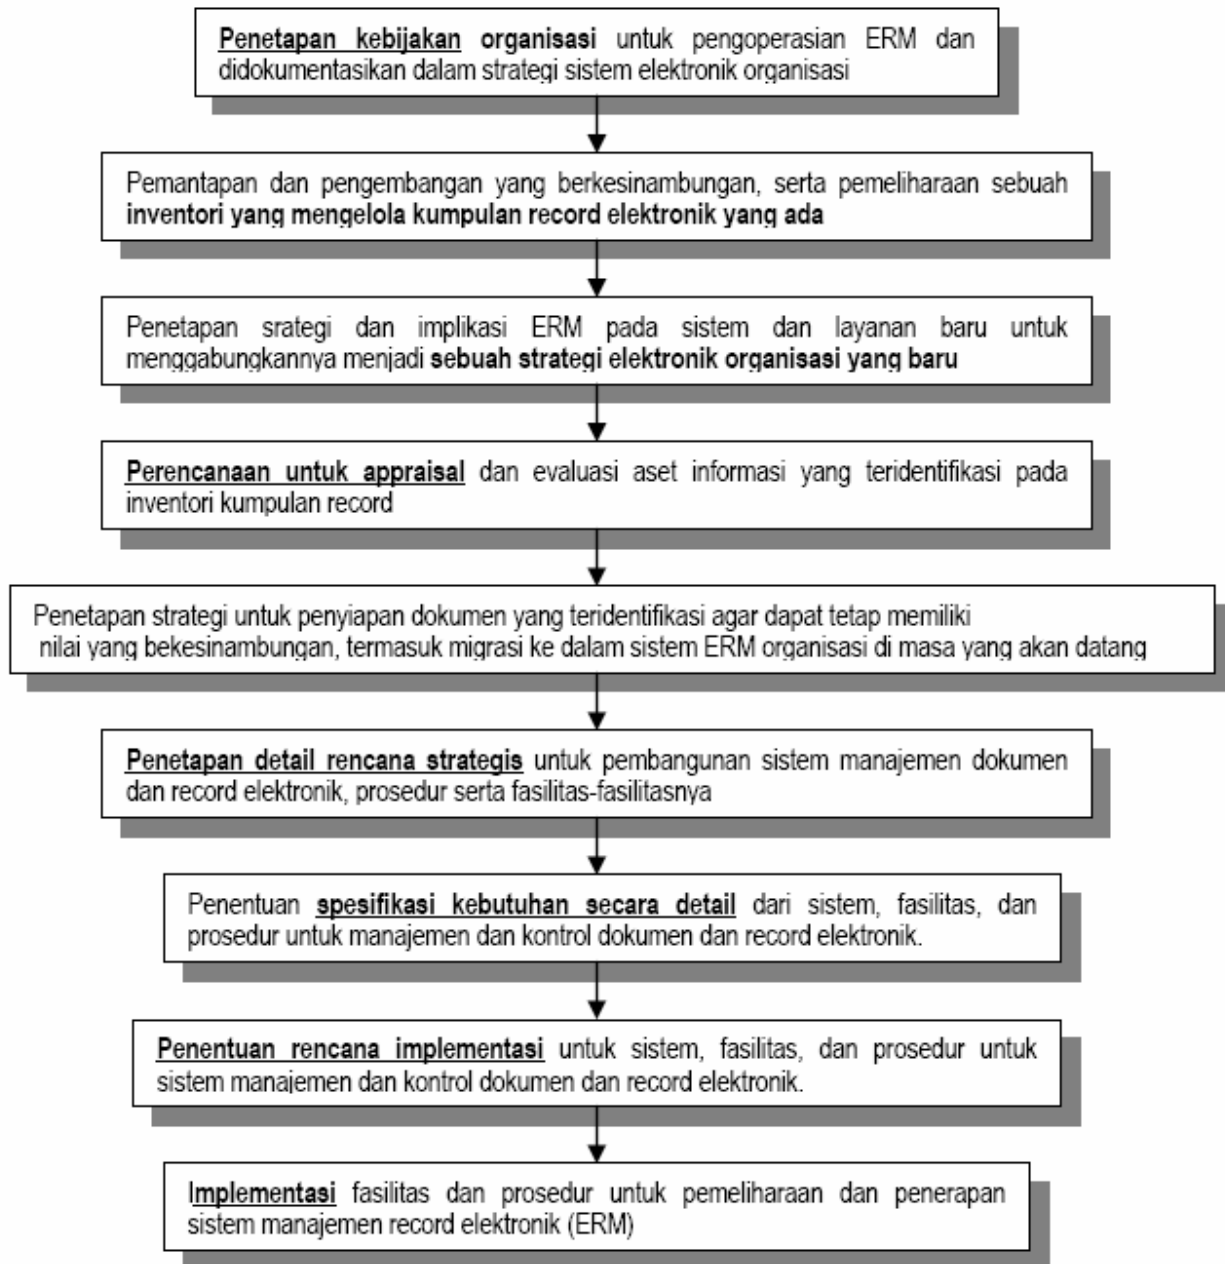 Penetapan kebijakan organisasi untuk pengoperasian ERM dan
didokumentasikan dalam strategi sistem elektronik organisasi
Pemantapan dan pengembangan yang berkesinambungan, serta pemeliharaan sebuah
inventori yang mengelola kumpulan record elektronik yang ada
Penetapan srategi dan implikasi ERM pada sistem dan layanan baru untuk
menggabungkannya menjadi sebuah strategi elektronik organisasi yang baru
Perencanaan untuk appraisal dan evaluasi aset informasi yang teridentifikasi pada
inventori kumpulan record
Penetapan strategi untuk penyiapan dokumen yang teridentifikasi agar dapat tetap memiliki
nilai yang bekesinambungan, termasuk migrasi ke dalam sistem ERM organisasi di masa yang akan datang
Penetapan detail rencana strategis untuk pembangunan sistem manajemen dokumen
dan record elektronik, prosedur serta fasilitas-fasilitasnya
Penentuan spesifikasi kebutuhan secara detail dari sistem, fasilitas, dan
prosedur untuk manajemen dan kontrol dokumen dan record elektronik.
Penentuan rencana implementasi untuk sistem, fasilitas, dan prosedur untuk
sistem manajemen dan kontrol dokumen dan record elektronik.
Implementasi fasilitas dan prosedur untuk pemeliharaan dan penerapan
sistem manajemen record elektronik (ERM)